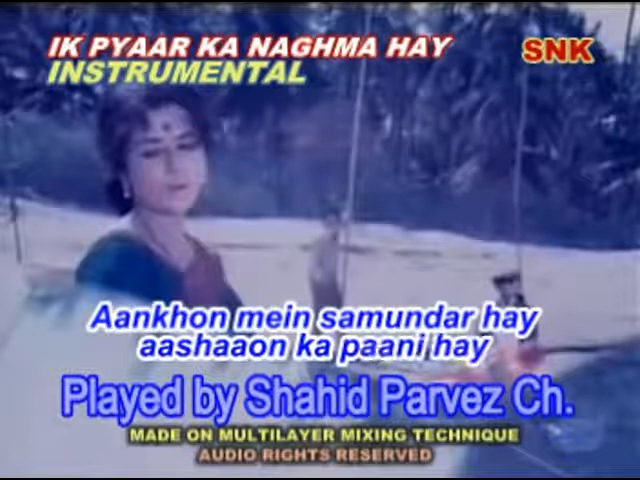 IK PYAAR KA NAGHMA HAY SNK
INSTRUMENTAL
Aankhon mein samundar hay
aashaaon ka paani hay
Played by Shahid Parvez Ch.
MADE ON MULTILAYER MIXING TECHNIQUE
AUDIO RIGHTS RESERVED